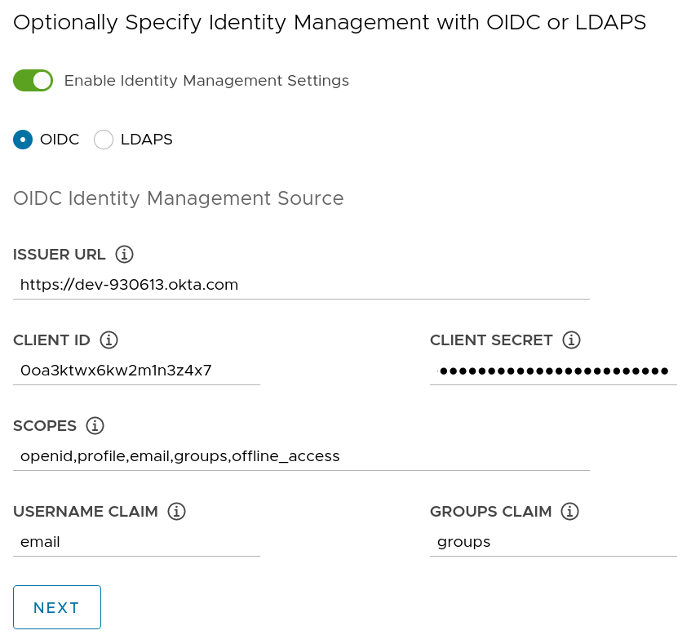 Optionally Specify Identity Management with OIDC or LDAPS
Enable Identity Management Settings
OIDC LDAPS
OIDC Identity Management Source
ISSUER URL
https://dev-930613.okta.com
CLIENT ID CLIENT SECRET
0oa3ktwx6kw2m1n3z4x7 ••••••••••••••••••••••••
SCOPES
openid,profile,email,groups,offline_access
USERNAME CLAIM GROUPS CLAIM
email groups
NEXT